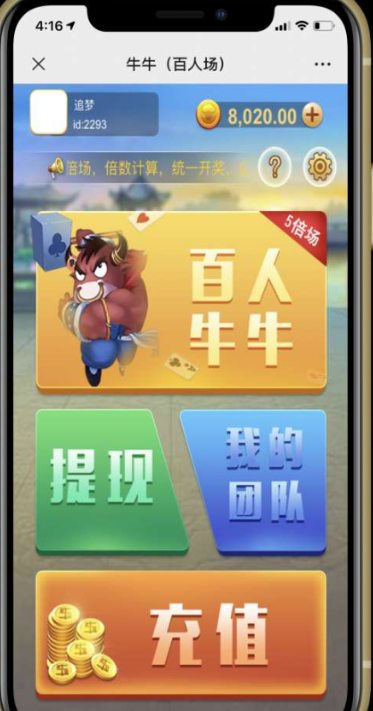 4:16
牛牛（百人场）
追梦
id:2293
8,020.00
倍场，倍数计算，统一开奖，
?
5倍场
百人
牛牛
提现
我的
团队
充值